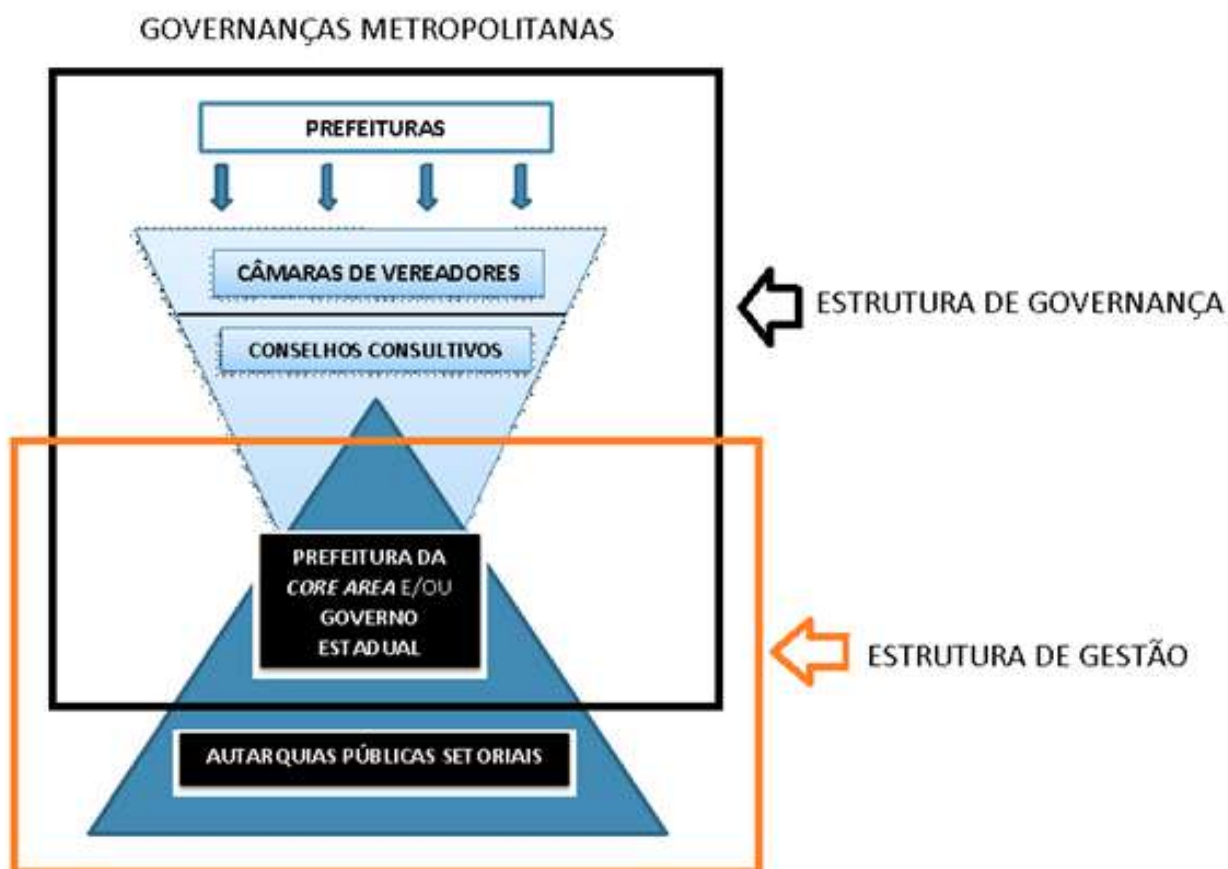 GOVERNANÇAS METROPOLITANAS
PREFEITURAS
CÂMARAS DE VEREADORES
CONSELHOS CONSULTIVOS
ESTRUTURA DE GOVERNANÇA
PREFEITURA DA
CORE AREA E/OU
GOVERNO
ESTADUAL
ESTRUTURA DE GESTÃO
AUTARQUIAS PÚBLICAS SETORIAIS